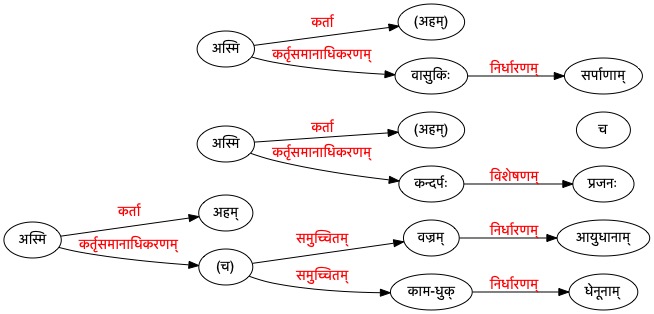 कर्ता
(अहम्)
अस्मि
कर्तृसमानाधिकरणम्
वासुकिः
निर्धारणम्
सर्पाणाम्
कर्ता
(अहम्)
च
अस्मि
कर्तृसमानाधिकरणम्
कन्दर्पः
विशेषणम्
प्रजनः
कर्ता
अहम्
अस्मि
कर्तृसमानाधिकरणम्
(च)
समुच्चितम्
वज्रम्
निर्धारणम्
आयुधानाम्
समुच्चितम्
काम-धुक्
निर्धारणम्
धेनूनाम्